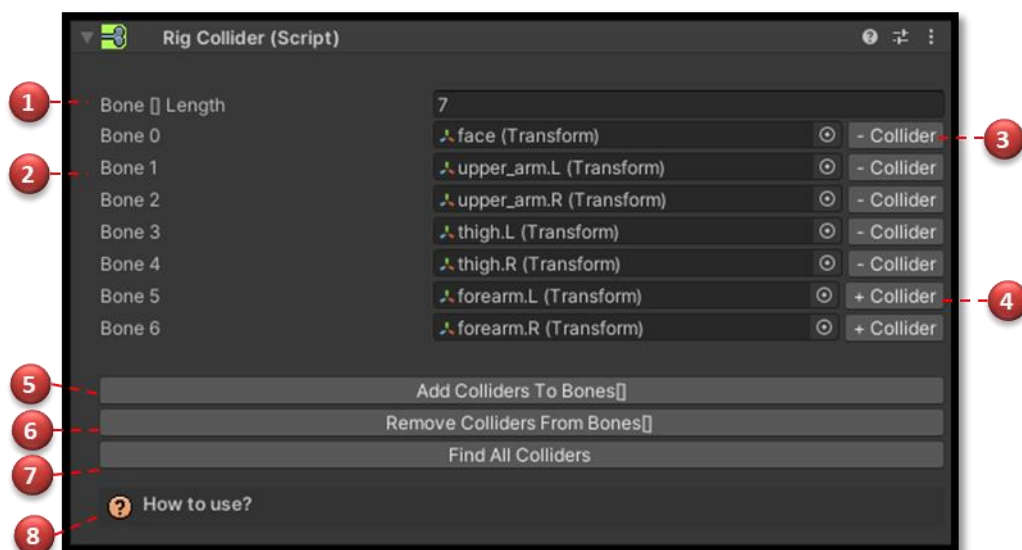 Rig Collider (Script)
1 Bone [] Length 7
Bone 0 face (Transform) - Collider 3
2 Bone 1 upper_arm.L (Transform) - Collider
Bone 2 upper_arm.R (Transform) - Collider
Bone 3 thigh.L (Transform) - Collider
Bone 4 thigh.R (Transform) - Collider
Bone 5 forearm.L (Transform) + Collider 4
Bone 6 forearm.R (Transform) + Collider
5 Add Colliders To Bones[]
6 Remove Colliders From Bones[]
7 Find All Colliders
8 ? How to use?